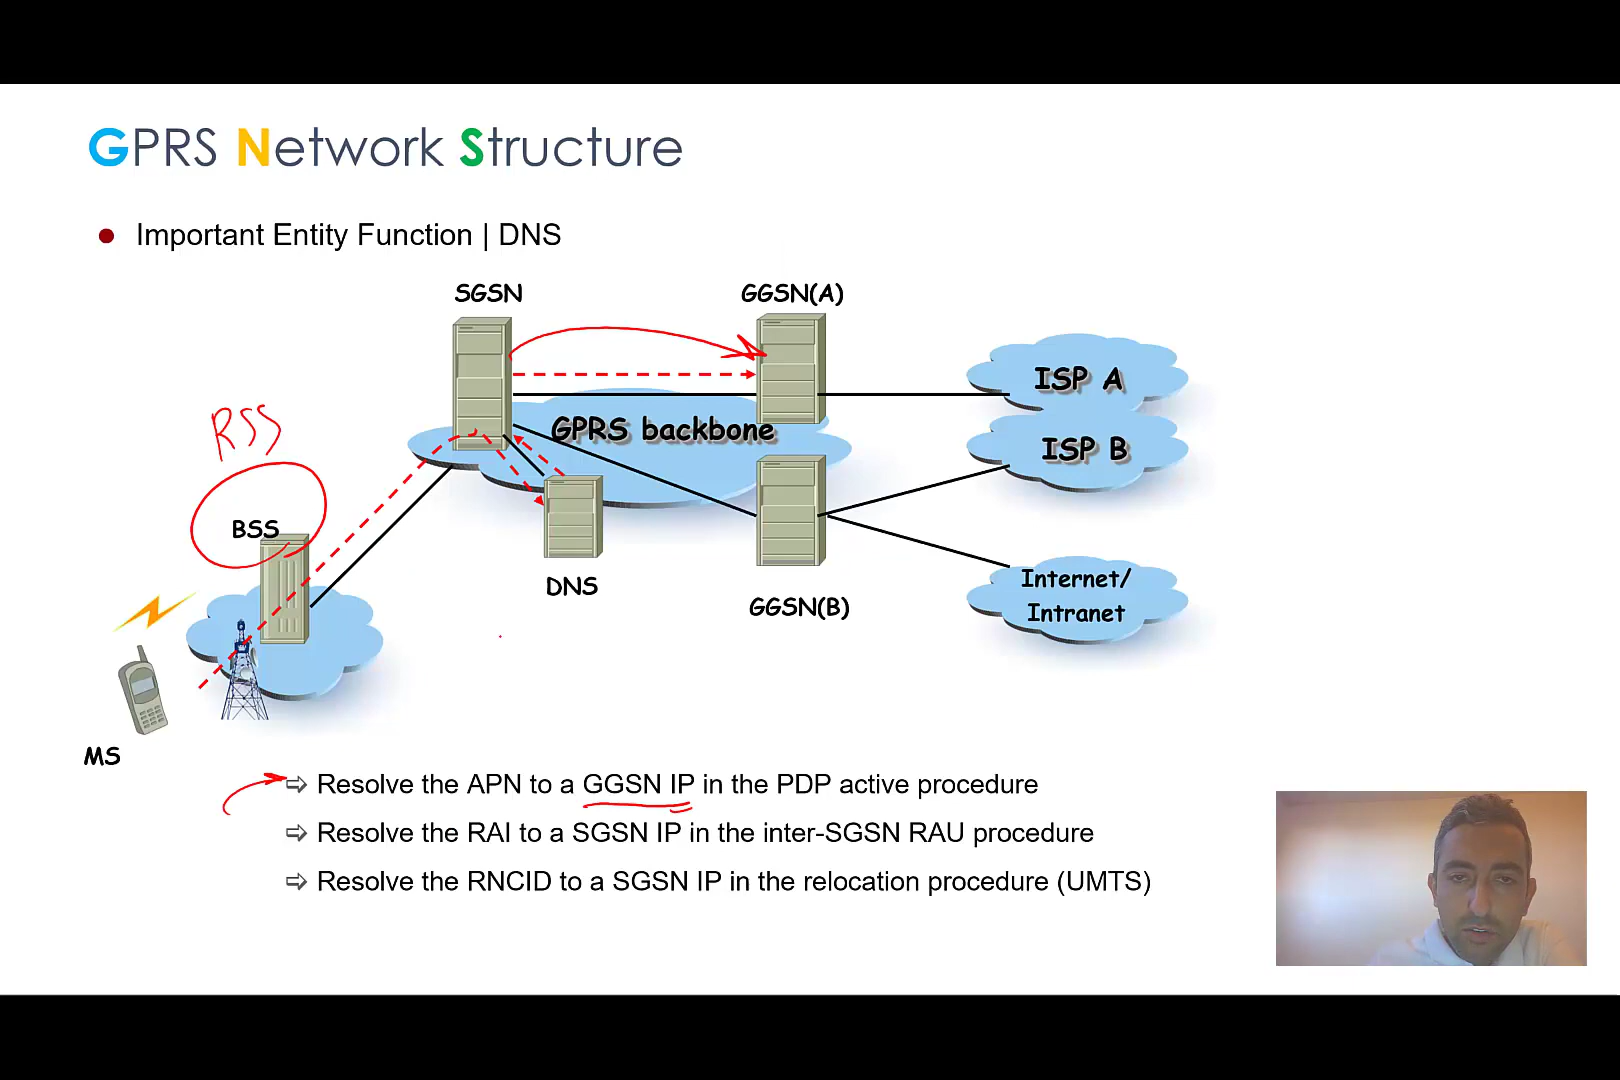 GPRS Network Structure
Important Entity Function | DNS
SGSN
GGSN(A)
ISP A
GPRS backbone
ISP B
RSS
BSS
DNS
GGSN(B)
Internet/
Intranet
MS
⇨ Resolve the APN to a GGSN IP in the PDP active procedure
⇨ Resolve the RAI to a SGSN IP in the inter-SGSN RAU procedure
⇨ Resolve the RNCID to a SGSN IP in the relocation procedure (UMTS)